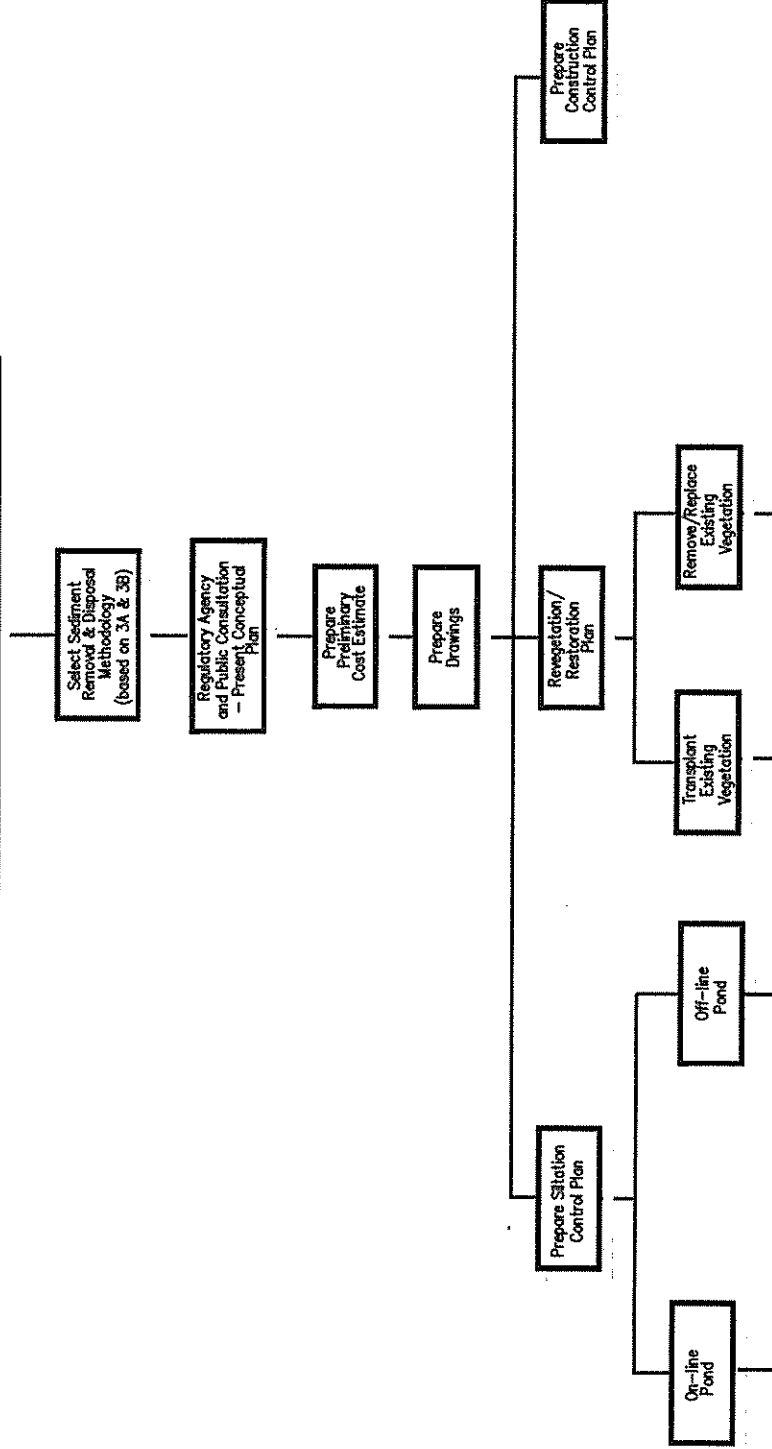 Select Sediment
Removal & Disposal
Methodology
(based on 3A & 3B)
Regulatory Agency
and Public Consultation
– Present Conceptual
Plan
Prepare
Preliminary
Cost Estimate
Prepare
Drawings
Prepare Siltation
Control Plan
Revegetation/
Restoration
Plan
Prepare
Construction
Control Plan
On-line
Pond
Off-line
Pond
Transplant
Existing
Vegetation
Remove/Replace
Existing
Vegetation